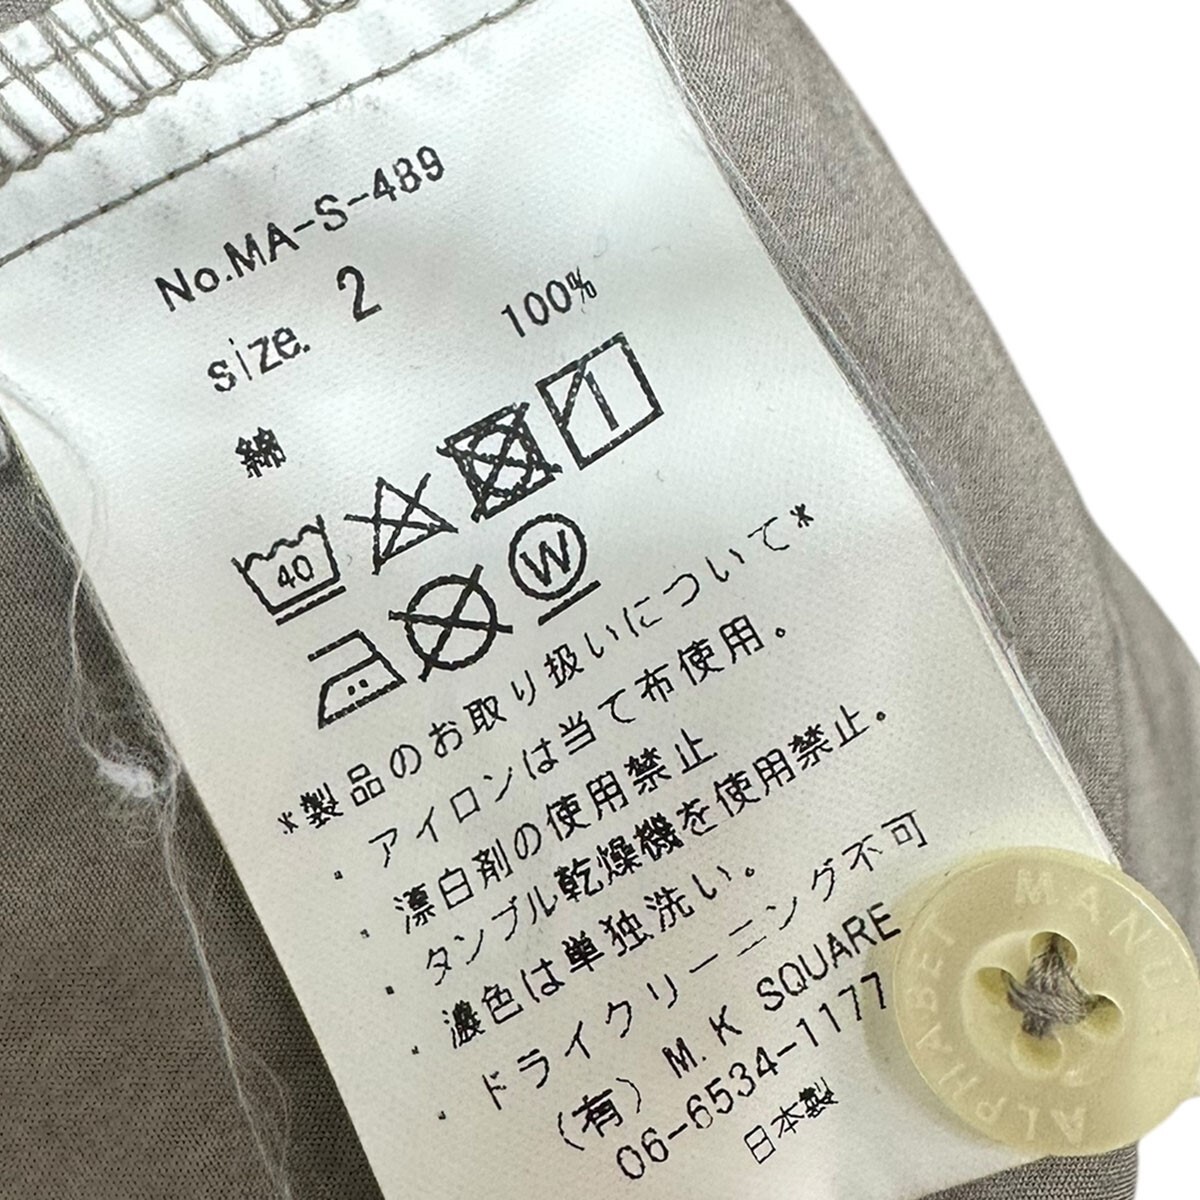 No.MA-S-489
size. 2
綿 100%
40
W
*製品のお取り扱いについて*
・アイロンは当て布使用。
・漂白剤の使用禁止
・タンブル乾燥機を使用禁止。
・濃色は単独洗い。
・ドライクリーニング不可
(有) M.K SQUARE
06-6534-1177
日本製
MANUAL ALPHABET